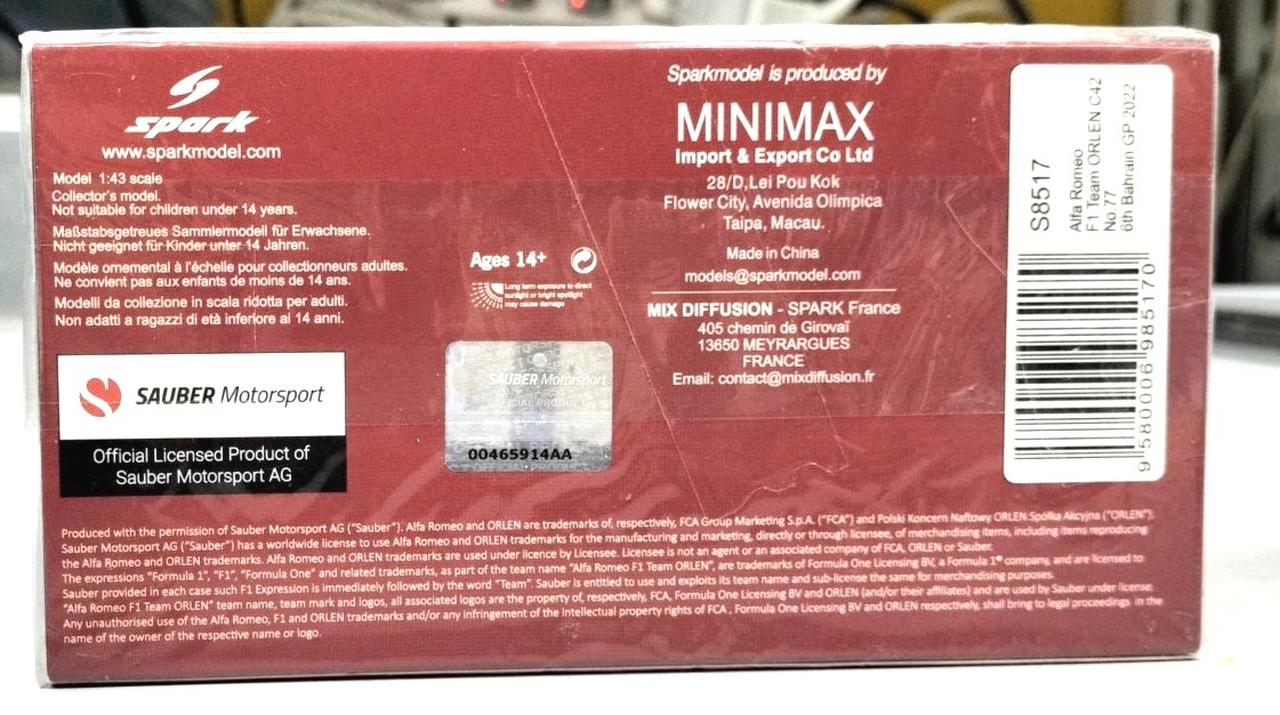 spark
www.sparkmodel.com
Model 1:43 scale
Collector's model.
Not suitable for children under 14 years.
Maßstabsgetreues Sammlermodell für Erwachsene.
Nicht geeignet für Kinder unter 14 Jahren.
Modèle ornemental à l'échelle pour collectionneurs adultes.
Ne convient pas aux enfants de moins de 14 ans.
Modelli da collezione in scala ridotta per adulti.
Non adatti a ragazzi di età inferiore ai 14 anni.
SAUBER Motorsport
Official Licensed Product of
Sauber Motorsport AG
Ages 14+
Long term exposure to direct
sunlight or bright spotlight
may cause damage
SAUBER Motorsport
00465914AA
Sparkmodel is produced by
MINIMAX
Import & Export Co Ltd
28/D,Lei Pou Kok
Flower City, Avenida Olimpica
Taipa, Macau.
Made in China
models@sparkmodel.com
MIX DIFFUSION - SPARK France
405 chemin de Girovaï
13650 MEYRARGUES
FRANCE
Email: contact@mixdiffusion.fr
S8517
Alfa Romeo
F1 Team ORLEN C42
No.77
6th Bahrain GP 2022
9 580006 985170
Produced with the permission of Sauber Motorsport AG ("Sauber"). Alfa Romeo and ORLEN are trademarks of, respectively, FCA Group Marketing S.p.A. ("FCA") and Polski Koncern Naftowy ORLEN Spółka Akcyjna ("ORLEN").
Sauber Motorsport AG ("Sauber") has a worldwide license to use Alfa Romeo and ORLEN trademarks for the manufacturing and marketing, directly or through licensee, of merchandising items, including items reproducing
the Alfa Romeo and ORLEN trademarks. Alfa Romeo and ORLEN trademarks are used under licence by Licensee. Licensee is not an agent or an associated company of FCA, ORLEN or Sauber.
The expressions "Formula 1", "F1", "Formula One" and related trademarks, as part of the team name "Alfa Romeo F1 Team ORLEN", are trademarks of Formula One Licensing BV, a Formula 1® company, and are licensed to
Sauber provided in each case such F1 Expression is immediately followed by the word "Team". Sauber is entitled to use and exploits its team name and sub-license the same for merchandising purposes.
"Alfa Romeo F1 Team ORLEN" team name, team mark and logos, all associated logos are the property of, respectively, FCA, Formula One Licensing BV and ORLEN (and/or their affiliates) and are used by Sauber under license.
Any unauthorised use of the Alfa Romeo, F1 and ORLEN trademarks and/or any infringement of the intellectual property rights of FCA , Formula One Licensing BV and ORLEN respectively, shall bring to legal proceedings in the
name of the owner of the respective name or logo.